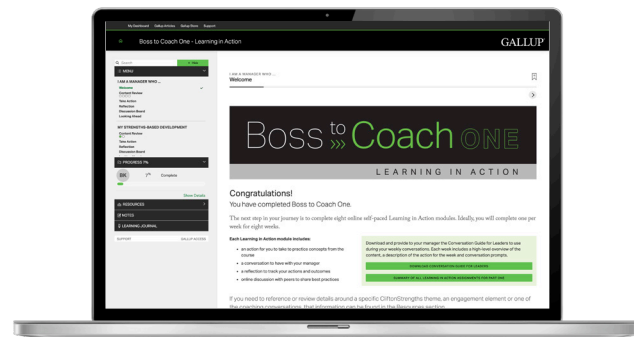 My Dashboard Gallup Articles Gallup Store Support
Boss to Coach One - Learning in Action
GALLUP
Search
MENU
I AM A MANAGER WHO ...
Welcome
Content Review
Take Action
Reflection
Discussion Board
Looking Ahead
MY STRENGTHS-BASED DEVELOPMENT
Content Review
Take Action
Reflection
Discussion Board
PROGRESS 7%
BK 7% Complete
Show Details
RESOURCES
NOTES
LEARNING JOURNAL
SUPPORT GALLUP ACCESS
I AM A MANAGER WHO ...
Welcome
Boss to Coach ONE
LEARNING IN ACTION
Congratulations!
You have completed Boss to Coach One.
The next step in your journey is to complete eight online self-paced Learning in Action modules. Ideally, you will complete one per
week for eight weeks.
Each Learning in Action module includes:
• an action for you to take to practice concepts from the
course
• a conversation to have with your manager
• a reflection to track your actions and outcomes
• online discussion with peers to share best practices
Download and provide to your manager the Conversation Guide for Leaders to use
during your weekly conversations. Each week includes a high-level overview of the
content, a description of the action for the week and conversation prompts.
DOWNLOAD CONVERSATION GUIDE FOR LEADER
SUMMARY OF ALL LEARNING IN ACTION ASSIGNMENTS FOR PART ONE
If you need to reference or review details around a specific CliftonStrengths theme, an engagement element or one of
the coaching conversations, that information can be found in the Resources section.